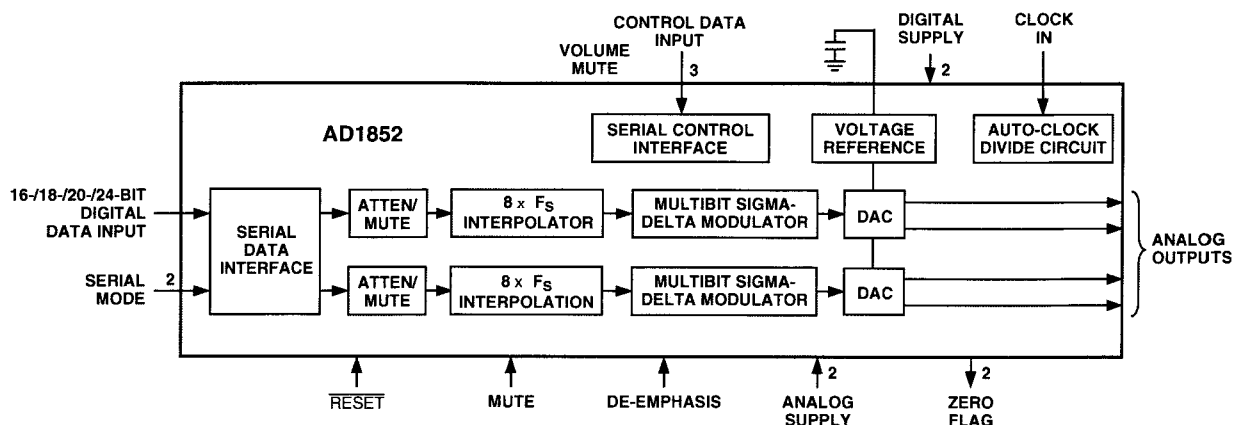 CONTROL DATA
INPUT
DIGITAL
SUPPLY
CLOCK
IN
VOLUME
MUTE
3
2
AD1852
SERIAL CONTROL
INTERFACE
VOLTAGE
REFERENCE
AUTO-CLOCK
DIVIDE CIRCUIT
16-/18-/20-/24-BIT
DIGITAL
DATA INPUT
SERIAL
DATA
INTERFACE
ATTEN/
MUTE
8 × FS
INTERPOLATOR
MULTIBIT SIGMA-
DELTA MODULATOR
DAC
ANALOG
OUTPUTS
SERIAL
MODE
2
ATTEN/
MUTE
8 × FS
INTERPOLATION
MULTIBIT SIGMA-
DELTA MODULATOR
DAC
2
2
RESET
MUTE
DE-EMPHASIS
ANALOG
SUPPLY
ZERO
FLAG